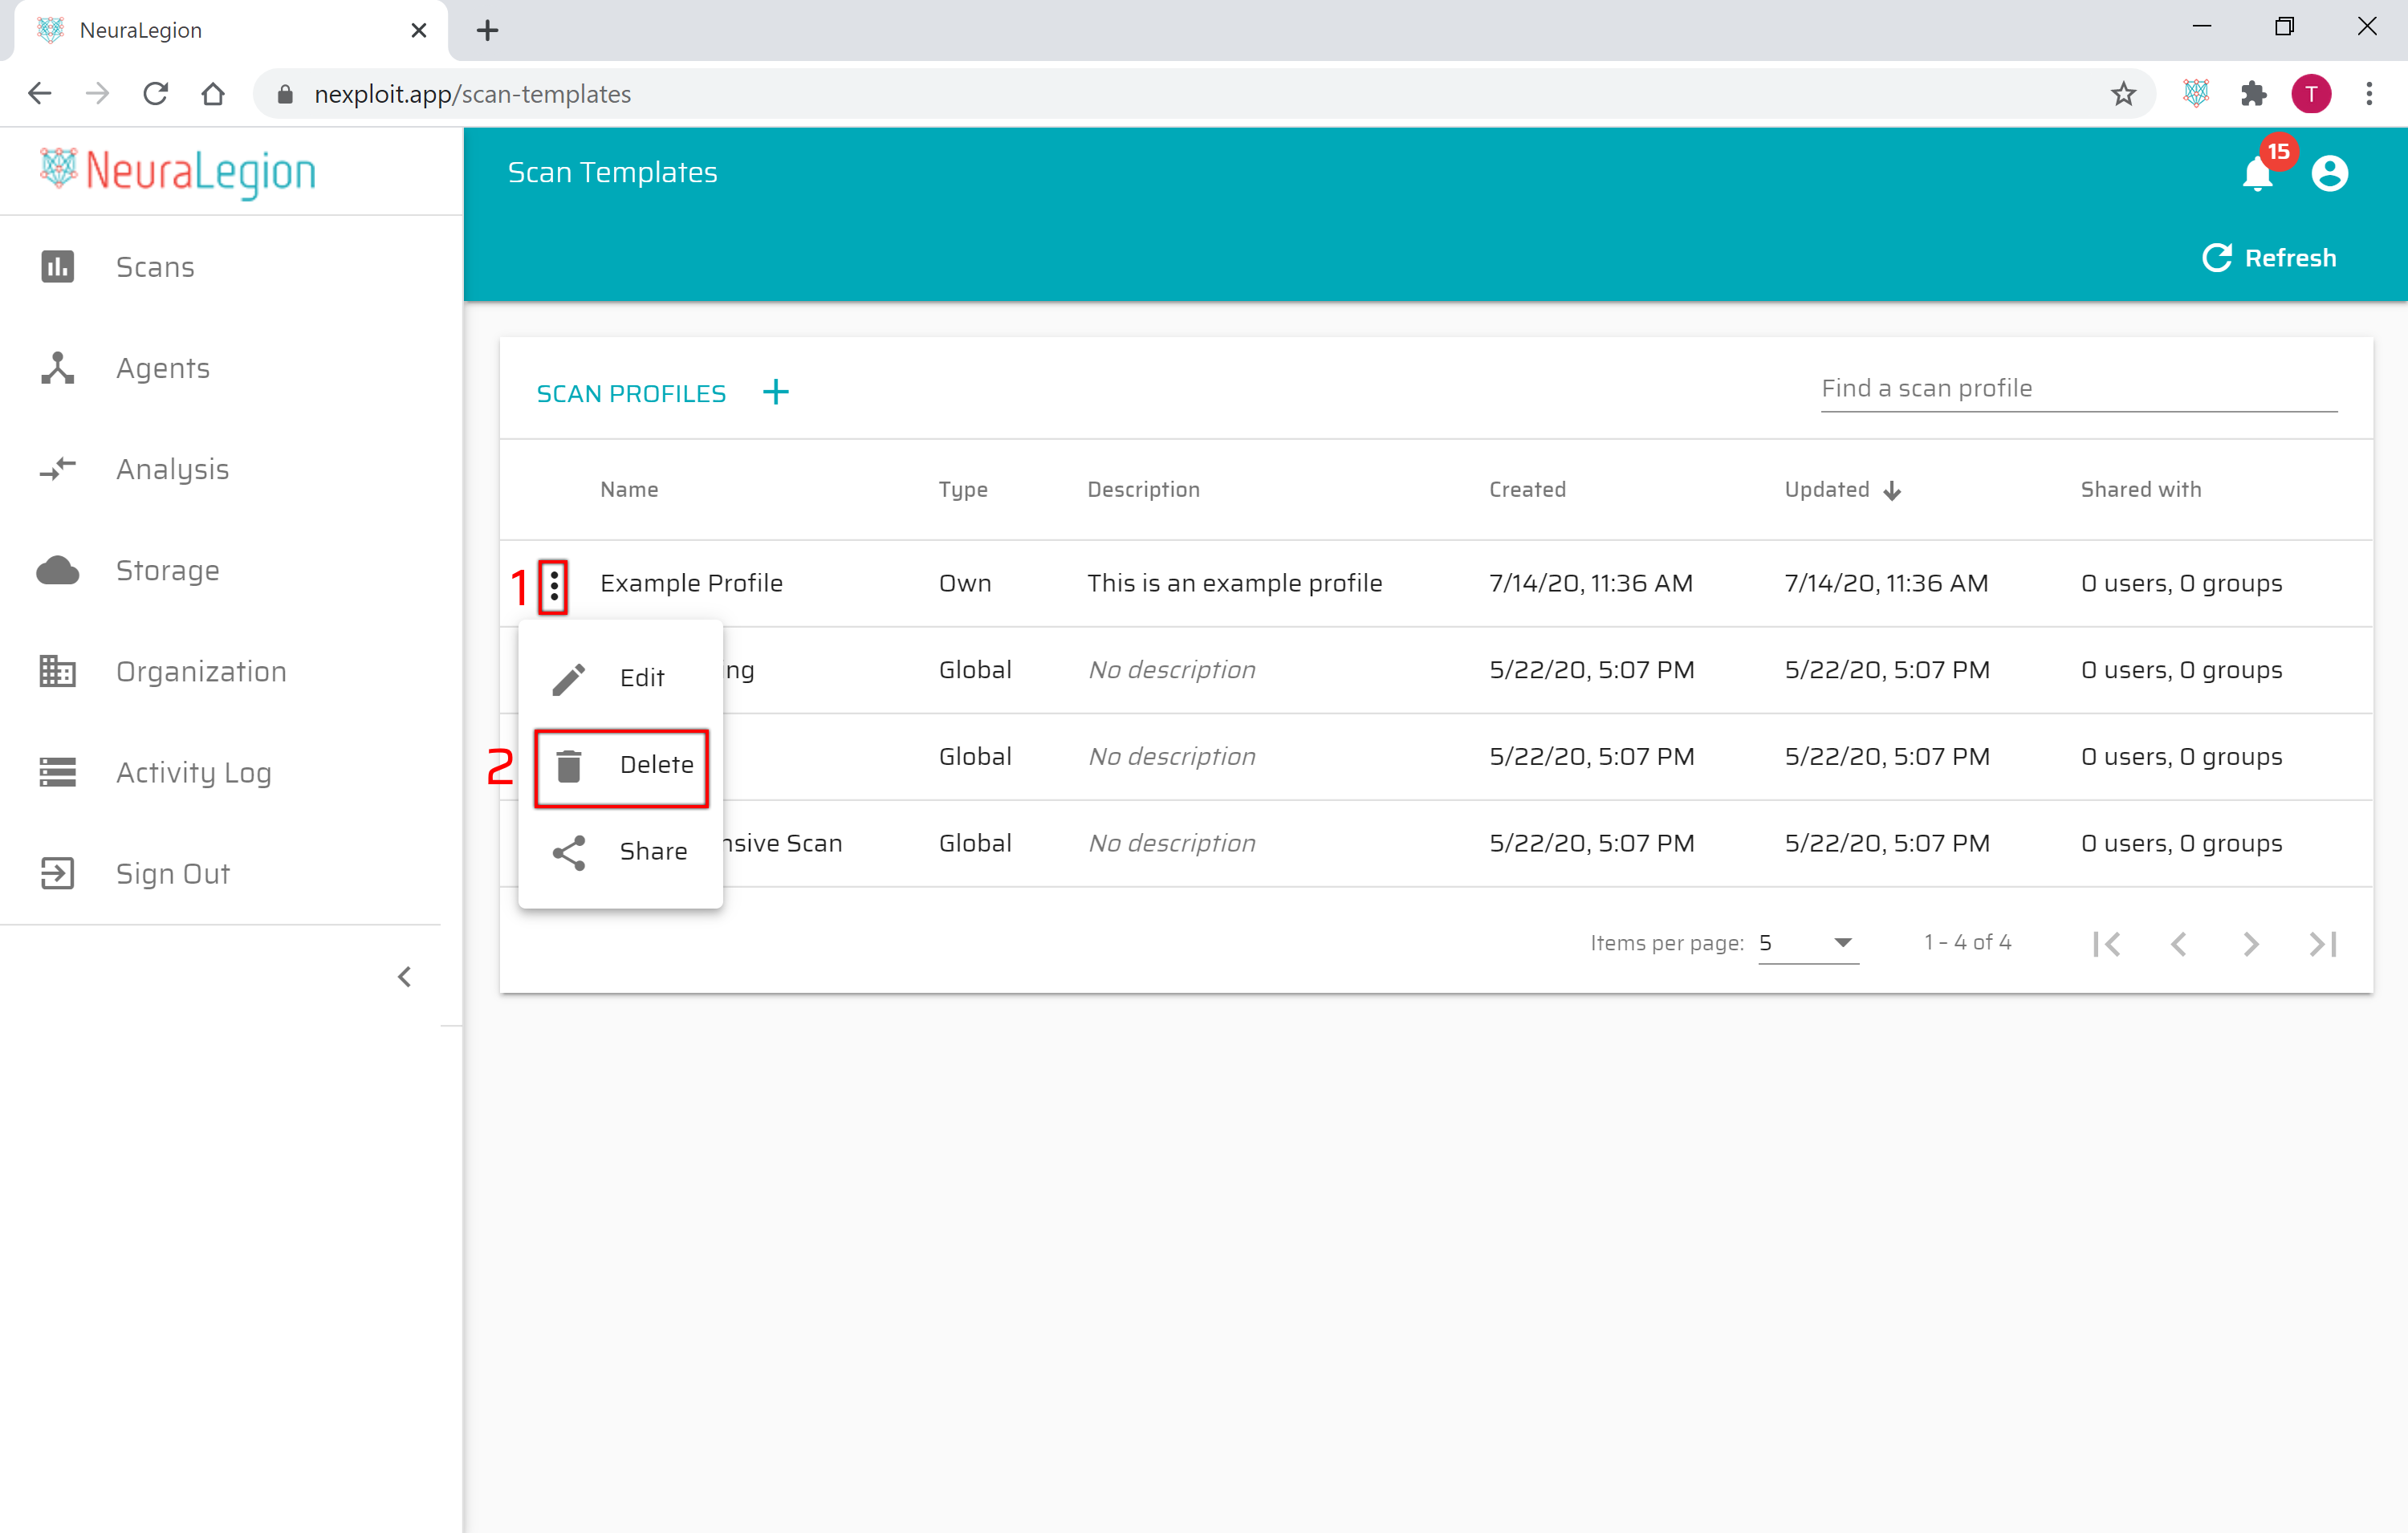 NeuraLegion
nexploit.app/scan-templates
T
NeuraLegion
Scan Templates
15
Refresh
Scans
Agents
Analysis
Storage
Organization
Activity Log
Sign Out
SCAN PROFILES
Find a scan profile
Name Type Description Created Updated Shared with
1 Example Profile Own This is an example profile 7/14/20, 11:36 AM 7/14/20, 11:36 AM 0 users, 0 groups
Edit
ng Global No description 5/22/20, 5:07 PM 5/22/20, 5:07 PM 0 users, 0 groups
2 Delete
Global No description 5/22/20, 5:07 PM 5/22/20, 5:07 PM 0 users, 0 groups
Share
nsive Scan Global No description 5/22/20, 5:07 PM 5/22/20, 5:07 PM 0 users, 0 groups
Items per page: 5 1 – 4 of 4